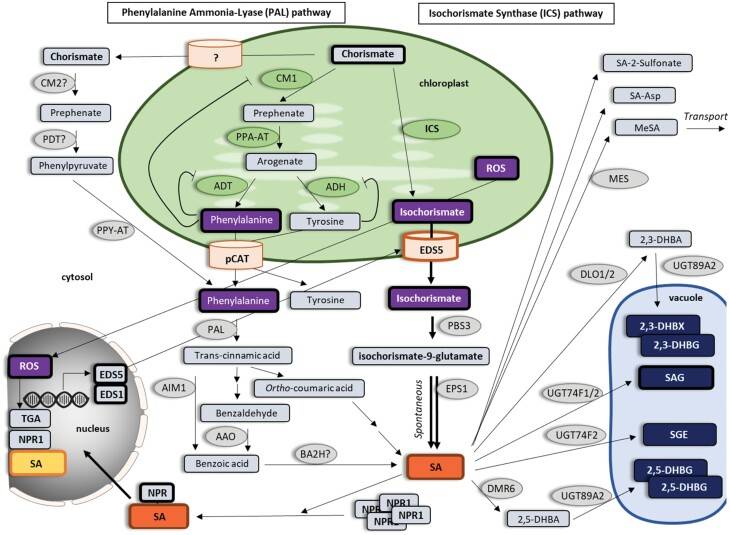 Phenylalanine Ammonia-Lyase (PAL) pathway
Isochorismate Synthase (ICS) pathway
Chorismate
?
Chorismate
chloroplast
SA-2-Sulfonate
CM2?
CM1
SA-Asp
Prephenate
Prephenate
Transport
MeSA
PDT?
PPA-AT
ICS
Phenylpyruvate
Arogenate
ROS
MES
ADT
ADH
Phenylalanine
Tyrosine
Isochorismate
PPY-AT
EDS5
2,3-DHBA
pCAT
cytosol
DLO1/2
UGT89A2
Phenylalanine
Tyrosine
Isochorismate
vacuole
PAL
PBS3
2,3-DHBX
2,3-DHBG
Trans-cinnamic acid
isochorismate-9-glutamate
ROS
EDS5
EDS1
AIM1
Ortho-coumaric acid
EPS1
Spontaneous
UGT74F1/2
SAG
TGA
nucleus
Benzaldehyde
NPR1
AAO
UGT74F2
SGE
SA
Benzoic acid
BA2H?
SA
2,5-DHBG
2,5-DHBG
NPR
DMR6
UGT89A2
SA
NPR1
NPR1
2,5-DHBA